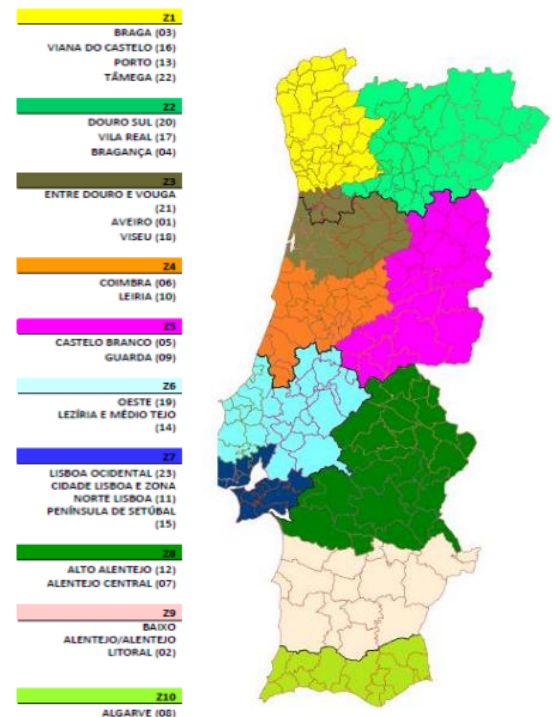 Z1
BRAGA (03)
VIANA DO CASTELO (16)
PORTO (13)
TÂMEGA (22)
Z2
DOURO SUL (20)
VILA REAL (17)
BRAGANÇA (04)
Z3
ENTRE DOURO E VOUGA
(21)
AVEIRO (01)
VISEU (18)
Z4
COIMBRA (06)
LEIRIA (10)
Z5
CASTELO BRANCO (05)
GUARDA (09)
Z6
OESTE (19)
LEZÍRIA E MÉDIO TEJO
(14)
Z7
LISBOA OCIDENTAL (23)
CIDADE LISBOA E ZONA
NORTE LISBOA (11)
PENÍNSULA DE SETÚBAL
(15)
Z8
ALTO ALENTEJO (12)
ALENTEJO CENTRAL (07)
Z9
BAIXO
ALENTEJO/ALENTEJO
LITORAL (02)
Z10
ALGARVE (08)